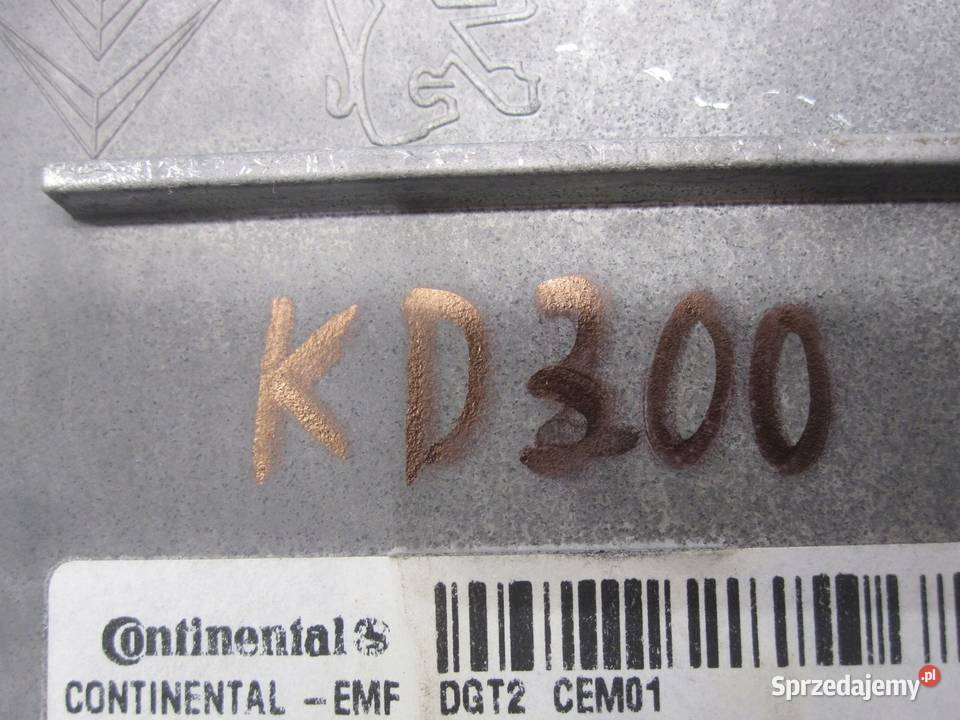 KD300
Continental
CONTINENTAL -EMF DGT2 CEM01
Sprzedajemy.pl